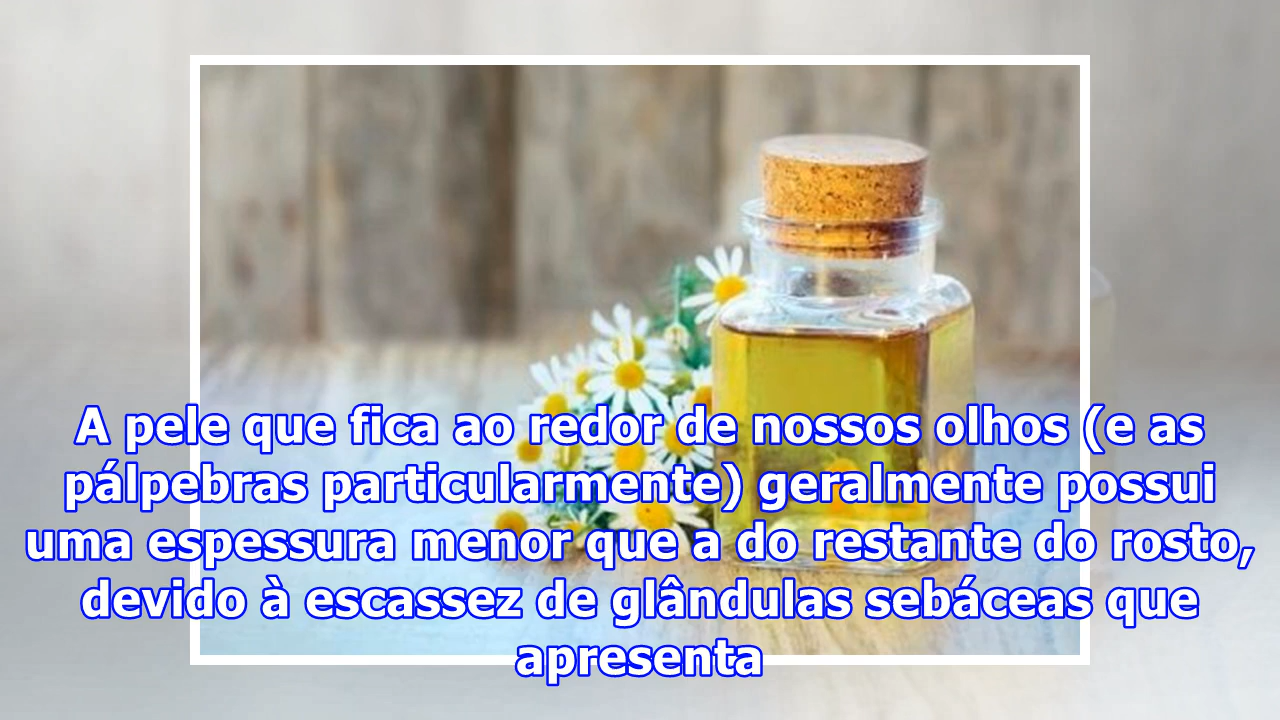 A pele que fica ao redor de nossos olhos (e as
pálpebras particularmente) geralmente possui
uma espessura menor que a do restante do rosto,
devido à escassez de glândulas sebáceas que
apresenta